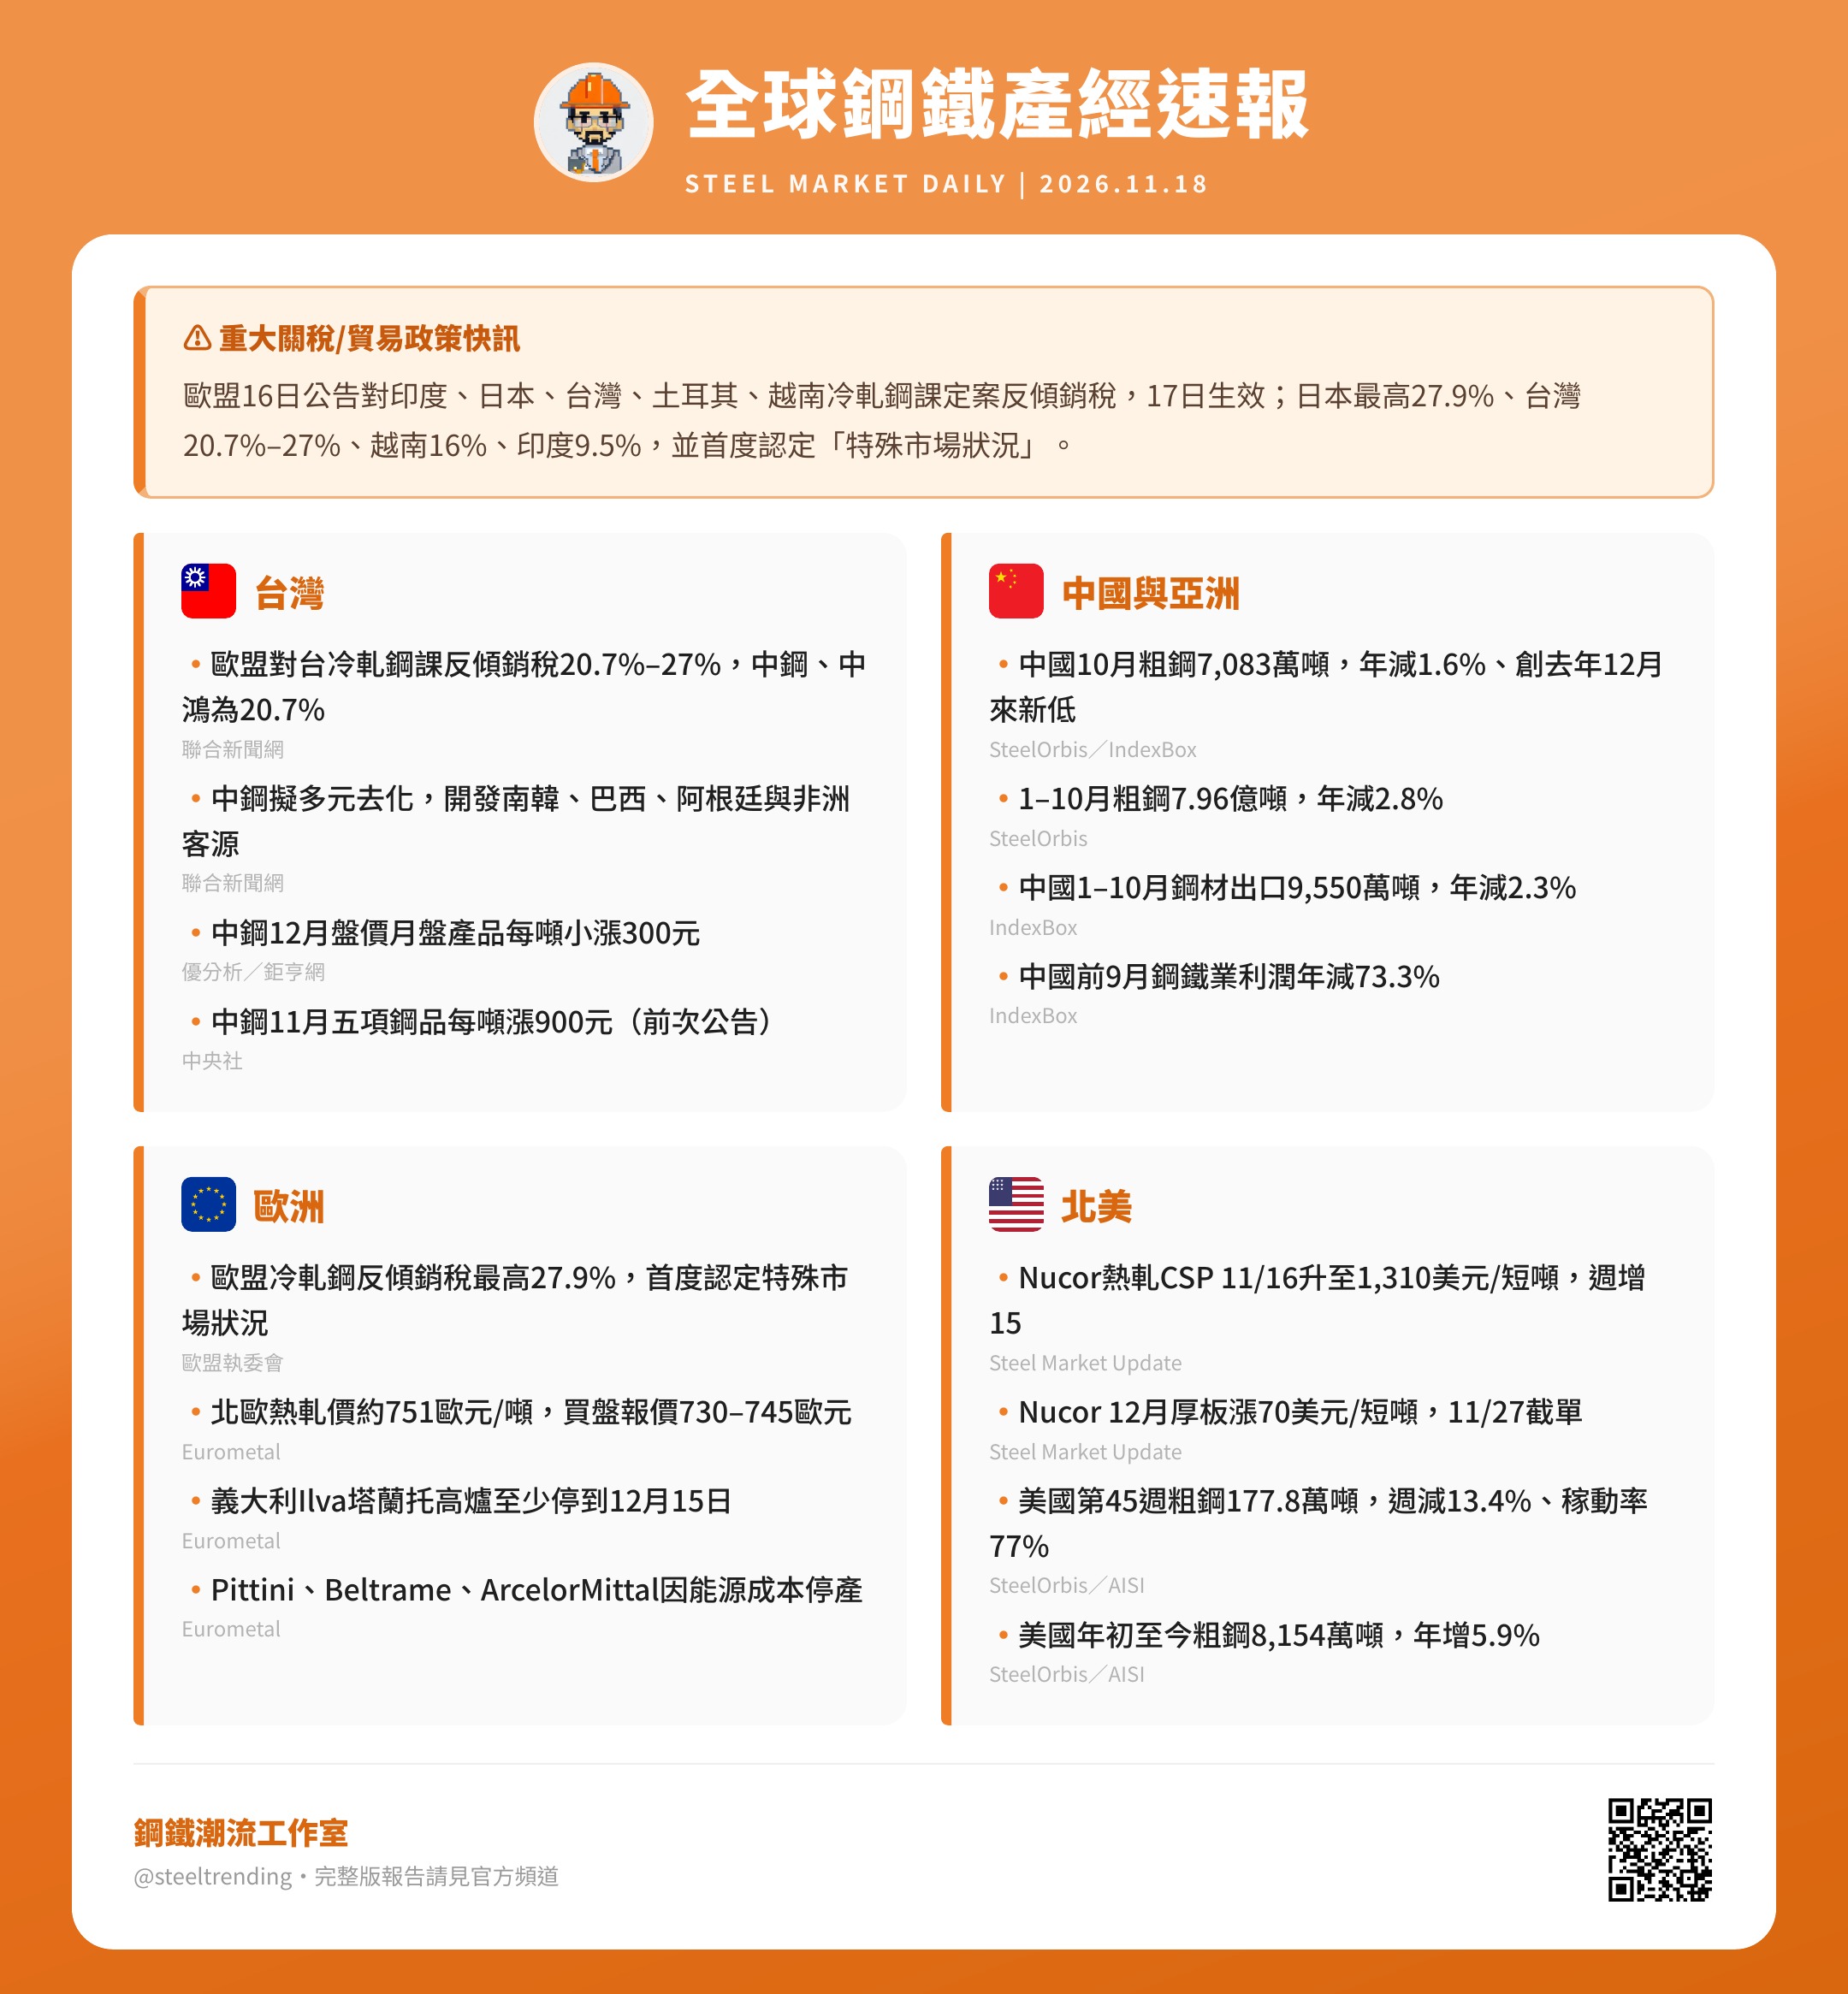 全球鋼鐵產經速報
STEEL MARKET DAILY | 2026.11.18
重大關稅/貿易政策快訊
歐盟16日公告對印度、日本、台灣、土耳其、越南冷軋鋼課定案反傾銷稅，17日生效；日本最高27.9%、台灣
20.7%–27%、越南16%、印度9.5%，並首度認定「特殊市場狀況」。
台灣
•歐盟對台冷軋鋼課反傾銷稅20.7%–27%，中鋼、中
鴻為20.7%
聯合新聞網
•中鋼擬多元去化，開發南韓、巴西、阿根廷與非洲
客源
聯合新聞網
•中鋼12月盤價月盤產品每噸小漲300元
優分析／鉅亨網
•中鋼11月五項鋼品每噸漲900元（前次公告）
中央社
中國與亞洲
•中國10月粗鋼7,083萬噸，年減1.6%、創去年12月
來新低
SteelOrbis／IndexBox
•1–10月粗鋼7.96億噸，年減2.8%
SteelOrbis
•中國1–10月鋼材出口9,550萬噸，年減2.3%
IndexBox
•中國前9月鋼鐵業利潤年減73.3%
IndexBox
歐洲
•歐盟冷軋鋼反傾銷稅最高27.9%，首度認定特殊市
場狀況
歐盟執委會
•北歐熱軋價約751歐元/噸，買盤報價730–745歐元
Eurometal
•義大利Ilva塔蘭托高爐至少停到12月15日
Eurometal
•Pittini、Beltrame、ArcelorMittal因能源成本停產
Eurometal
北美
•Nucor熱軋CSP 11/16升至1,310美元/短噸，週增
15
Steel Market Update
•Nucor 12月厚板漲70美元/短噸，11/27截單
Steel Market Update
•美國第45週粗鋼177.8萬噸，週減13.4%、稼動率
77%
SteelOrbis／AISI
•美國年初至今粗鋼8,154萬噸，年增5.9%
SteelOrbis／AISI
鋼鐵潮流工作室
@steeltrending・完整版報告請見官方頻道